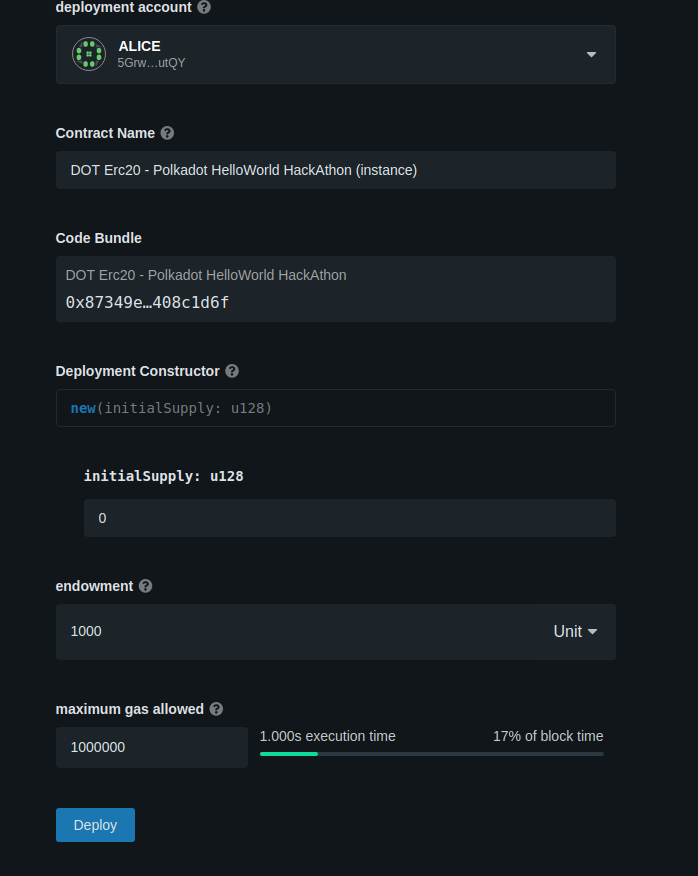 deployment account
ALICE
5Grw…utQY
Contract Name
DOT Erc20 - Polkadot HelloWorld HackAthon (instance)
Code Bundle
DOT Erc20 - Polkadot HelloWorld HackAthon
0x87349e…408c1d6f
Deployment Constructor
new(initialSupply: u128)
initialSupply: u128
0
endowment
1000 Unit
maximum gas allowed
1000000
1.000s execution time 17% of block time
Deploy